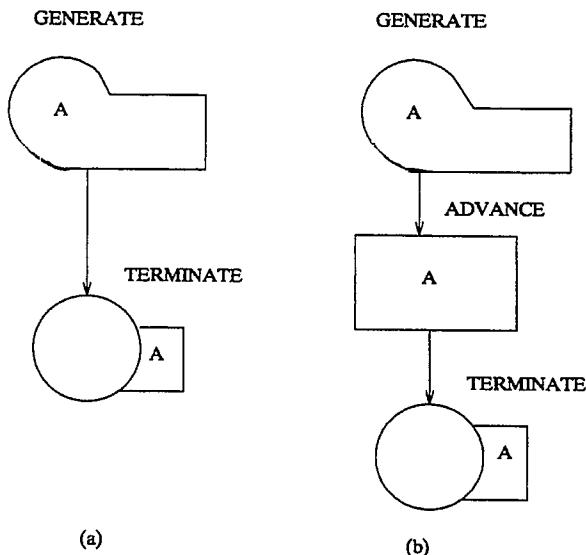 GENERATE
A
TERMINATE
A
(a)
GENERATE
A
ADVANCE
A
TERMINATE
A
(b)